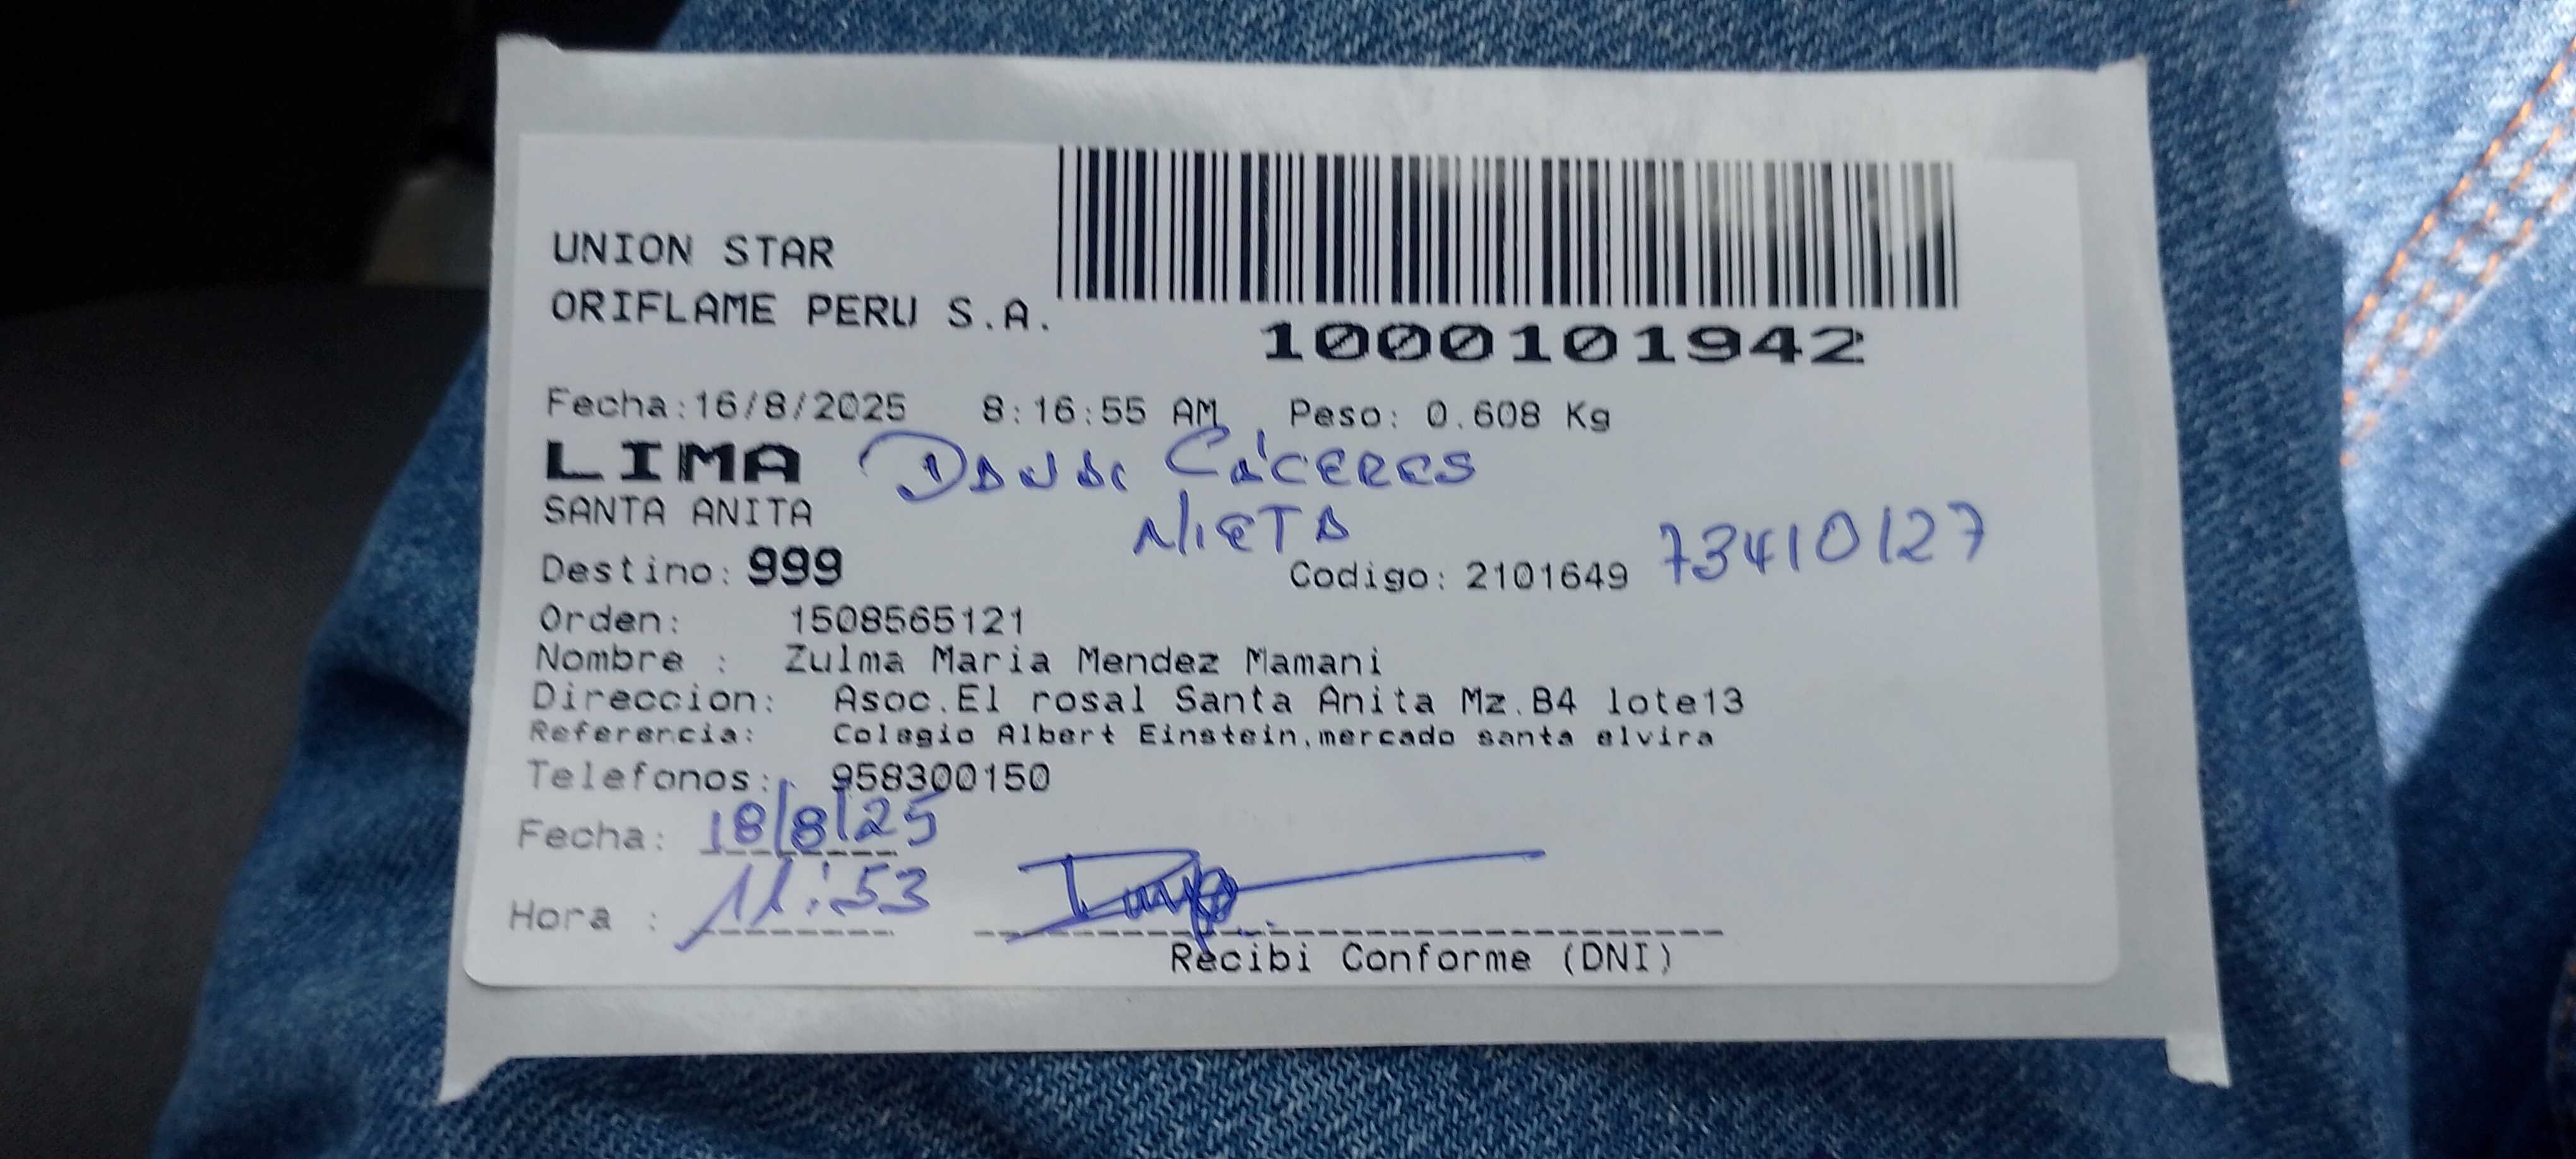 UNION STAR
ORIFLAME PERU S.A.
1000101942
Fecha:16/8/2025 8:16:55 AM Peso: 0.608 Kg
LIMA CáCERES
SANTA ANITA NIETA
Destino: 999 Codigo: 2101649 73410127
Orden: 1508565121
Nombre : Zulma Maria Mendez Mamani
Direccion: Asoc.El rosal Santa Anita Mz.B4 lote13
Referencia: Colegio Albert Einstein,mercado santa elvira
Telefonos: 958300150
Fecha: 18/8/25
Hora : 11:53
Recibi Conforme (DNI)